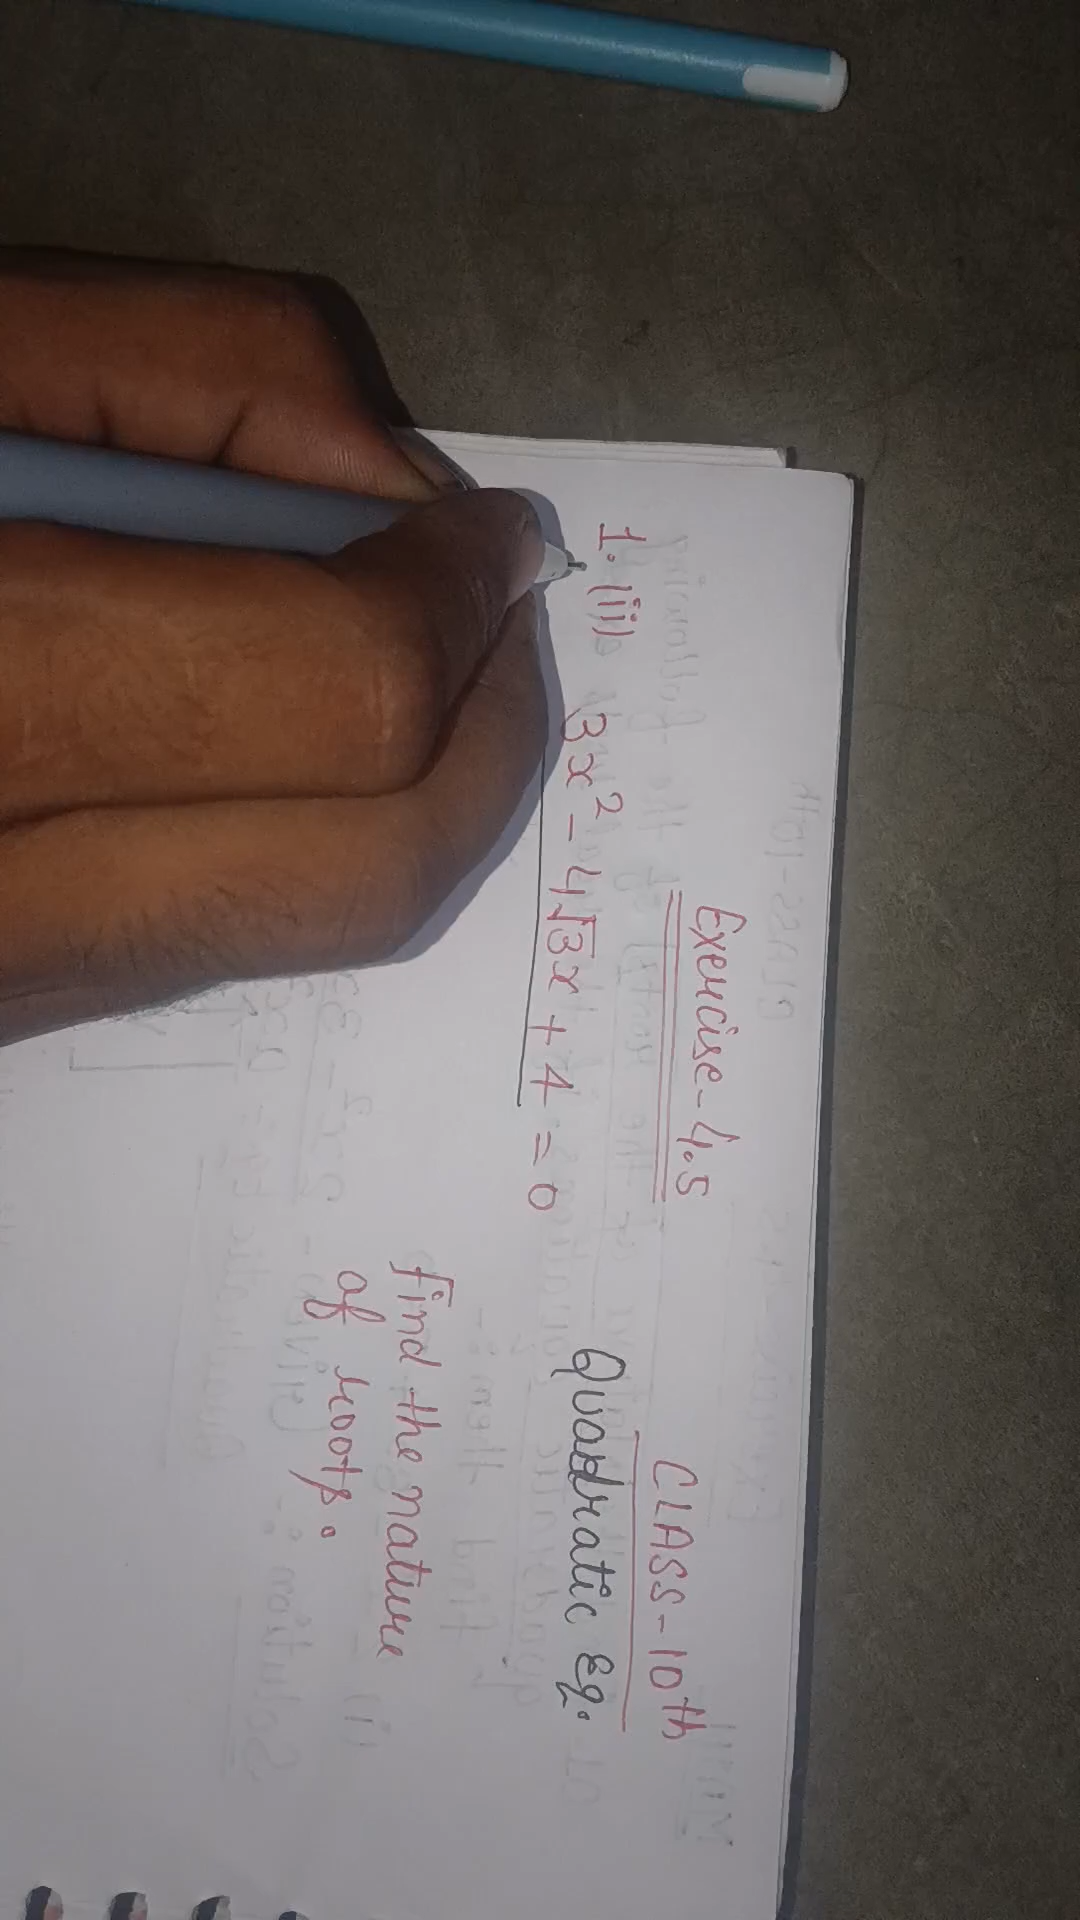 CLASS-10th
Exercise-4.5
Quadratic Eq.
1. (ii) 3x² - 4√3x + 4 = 0
find the nature
of roots.